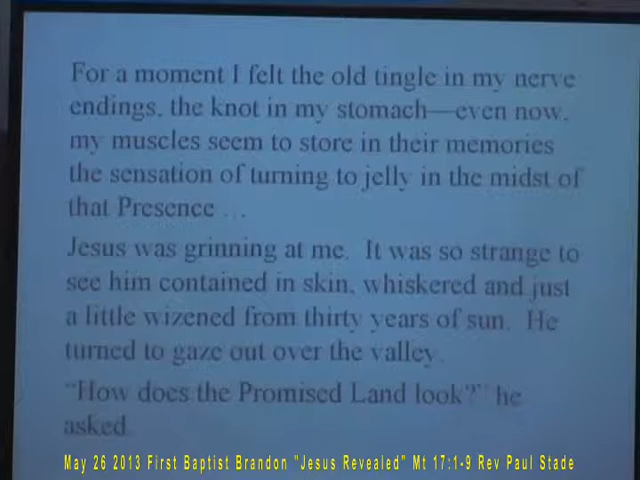 For a moment I felt the old tingle in my nerve
endings, the knot in my stomach—even now,
my muscles seem to store in their memories
the sensation of turning to jelly in the midst of
that Presence ...
Jesus was grinning at me. It was so strange to
see him contained in skin, whiskered and just
a little wizened from thirty years of sun. He
turned to gaze out over the valley.
"How does the Promised Land look?" he
asked.
May 26 2013 First Baptist Brandon "Jesus Revealed" Mt 17:1-9 Rev Paul Stade